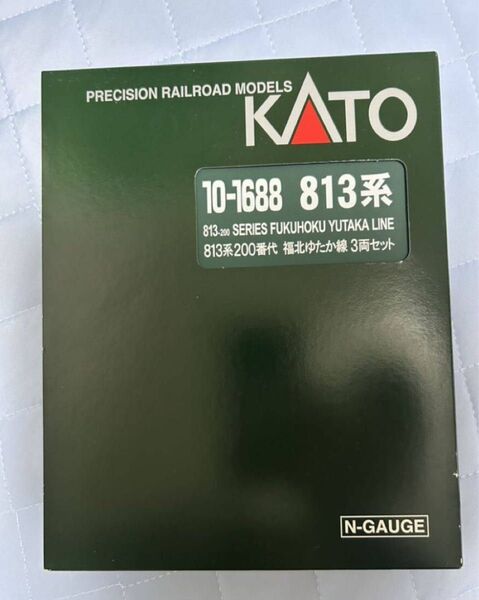 PRECISION RAILROAD MODELS
KATO
10-1688 813系
813-200 SERIES FUKUHOKU YUTAKA LINE
813系200番代 福北ゆたか線 3両セット
N-GAUGE